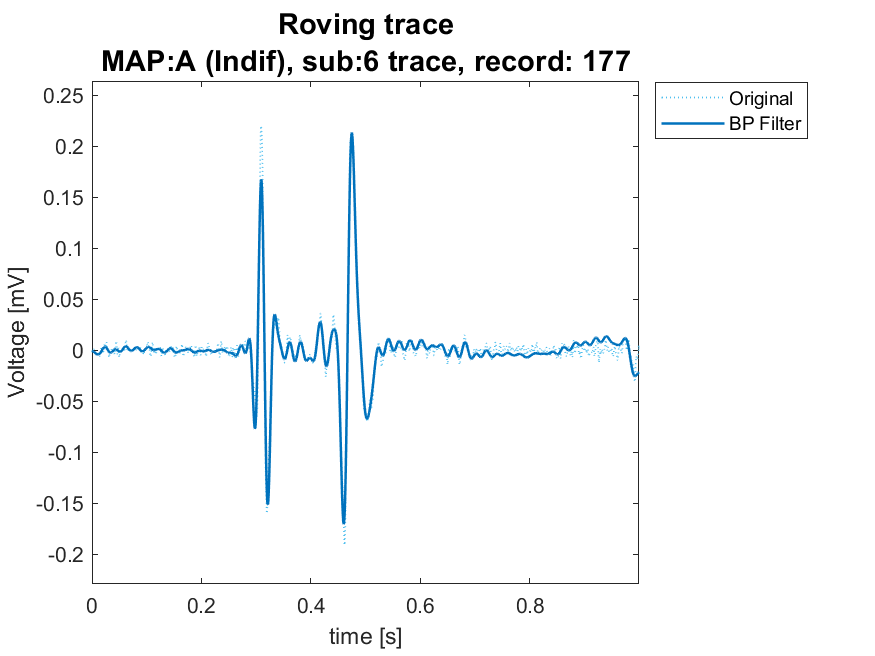 Roving trace
MAP:A (Indif), sub:6 trace, record: 177
Original
BP Filter
0.25
0.2
0.15
0.1
0.05
0
-0.05
-0.1
-0.15
-0.2
Voltage [mV]
0
0.2
0.4
0.6
0.8
time [s]